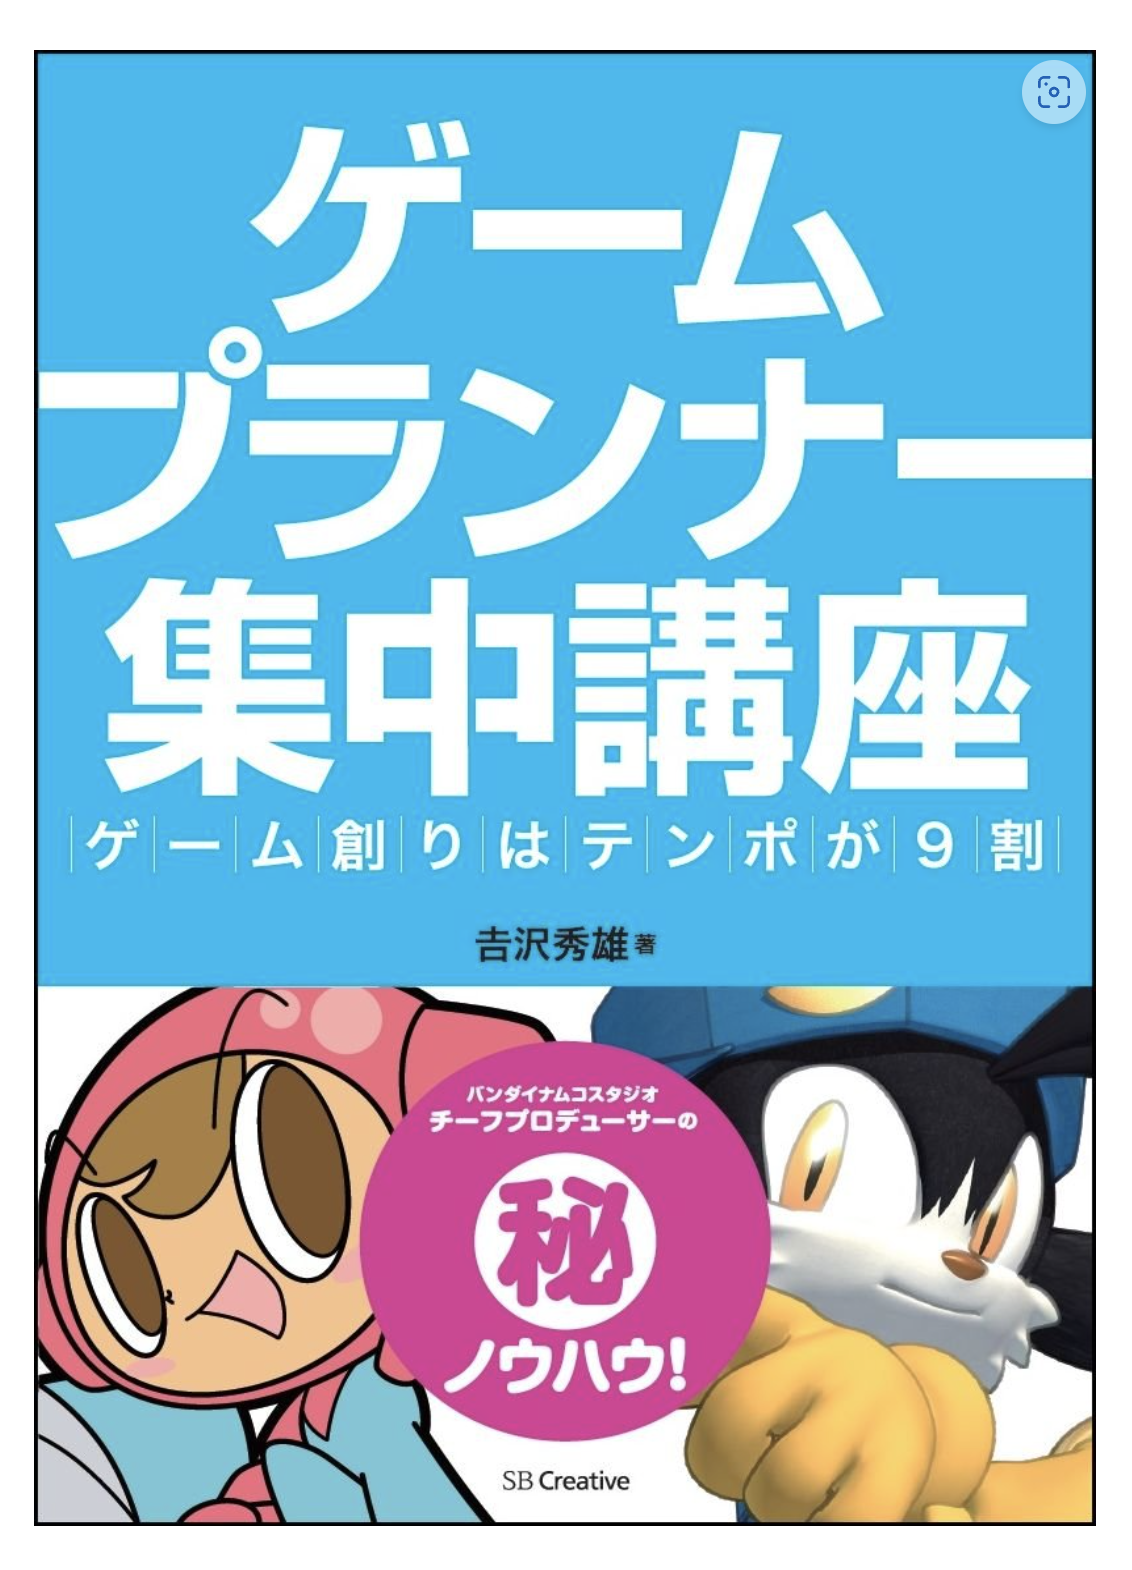 ゲーム
プランナー
集中講座
ゲーム創りはテンポが9割
吉沢秀雄 著
バンダイナムコスタジオ
チーフプロデューサーの
秘
ノウハウ!
SB Creative